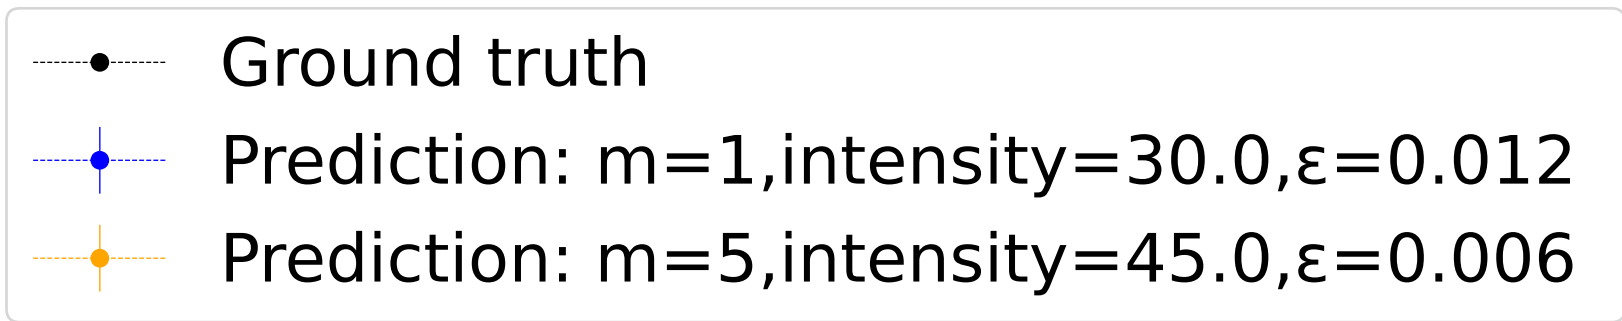 Ground truth
Prediction: m=1,intensity=30.0,ε=0.012
Prediction: m=5,intensity=45.0,ε=0.006